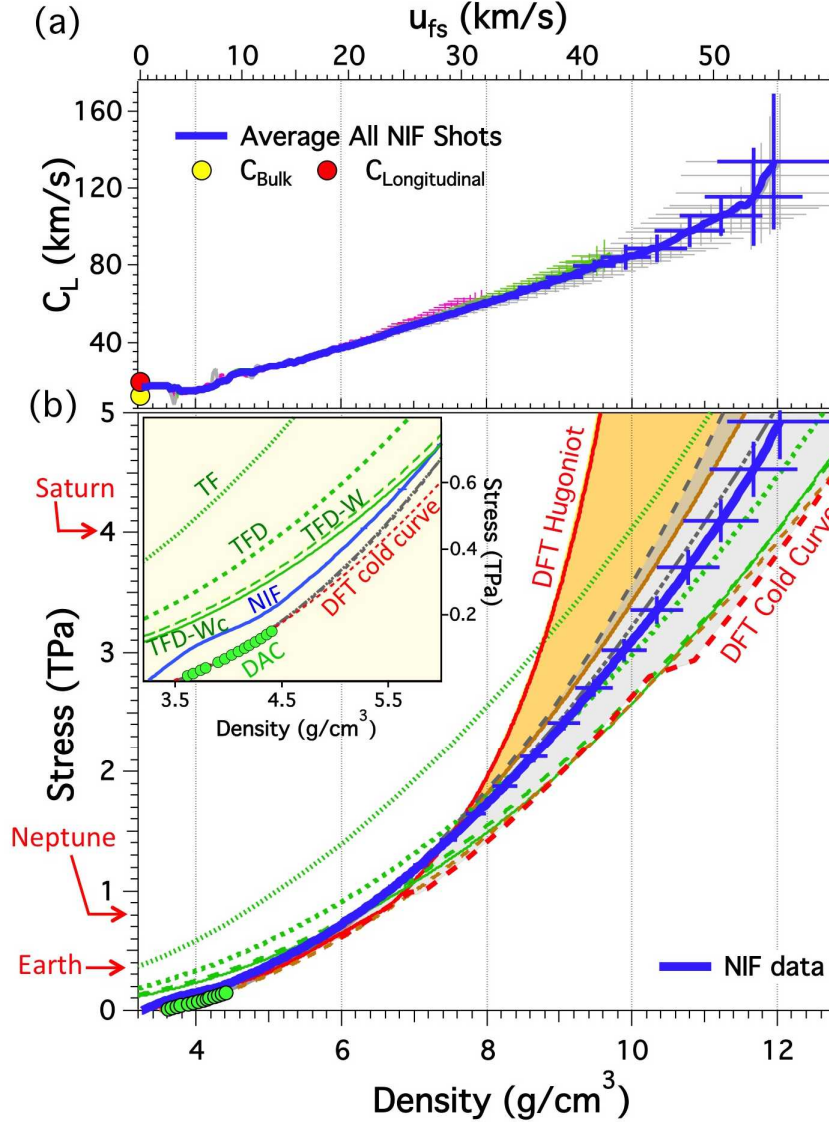 (a)
u_fs (km/s)
0 10 20 30 40 50
160
120
80
40
C_L (km/s)
Average All NIF Shots
C_Bulk C_Longitudinal
(b)
5
4
3
2
1
0
Stress (TPa)
Saturn
Neptune
Earth
TF
TFD
TFD-W
TFD-Wc
NIF
DAC
DFT cold curve
0.6
0.4
0.2
Stress (TPa)
3.5 4.5 5.5
Density (g/cm³)
DFT Hugoniot
DFT Cold Curve
NIF data
4 6 8 10 12
Density (g/cm³)